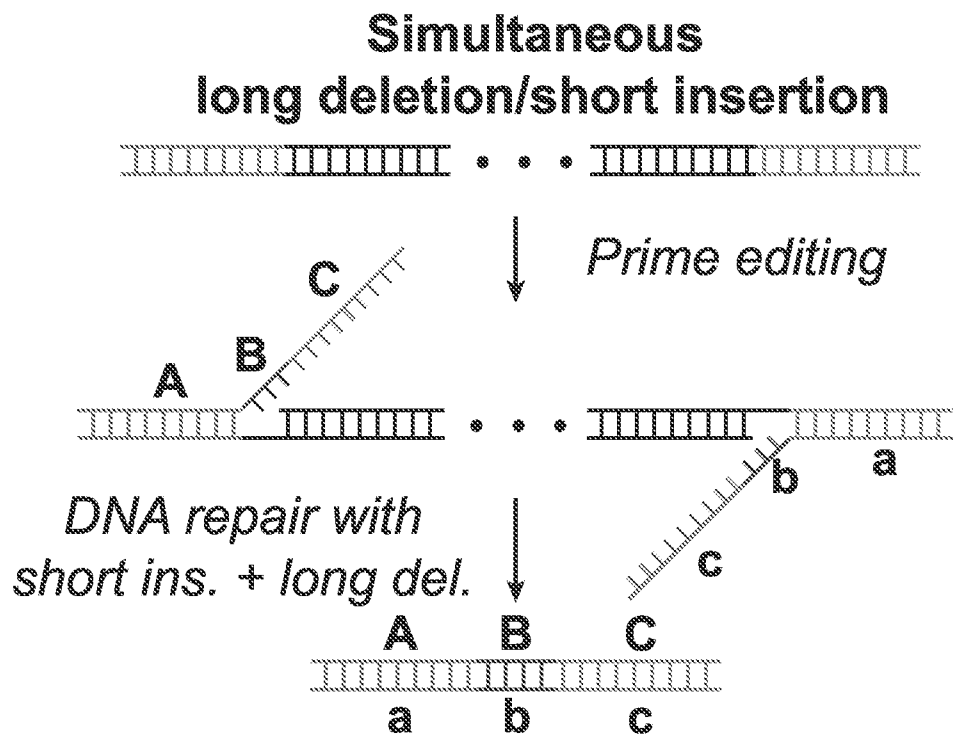 Simultaneous
long deletion/short insertion
Prime editing
C
B
A
a
b
c
DNA repair with
short ins. + long del.
A B C
a b c